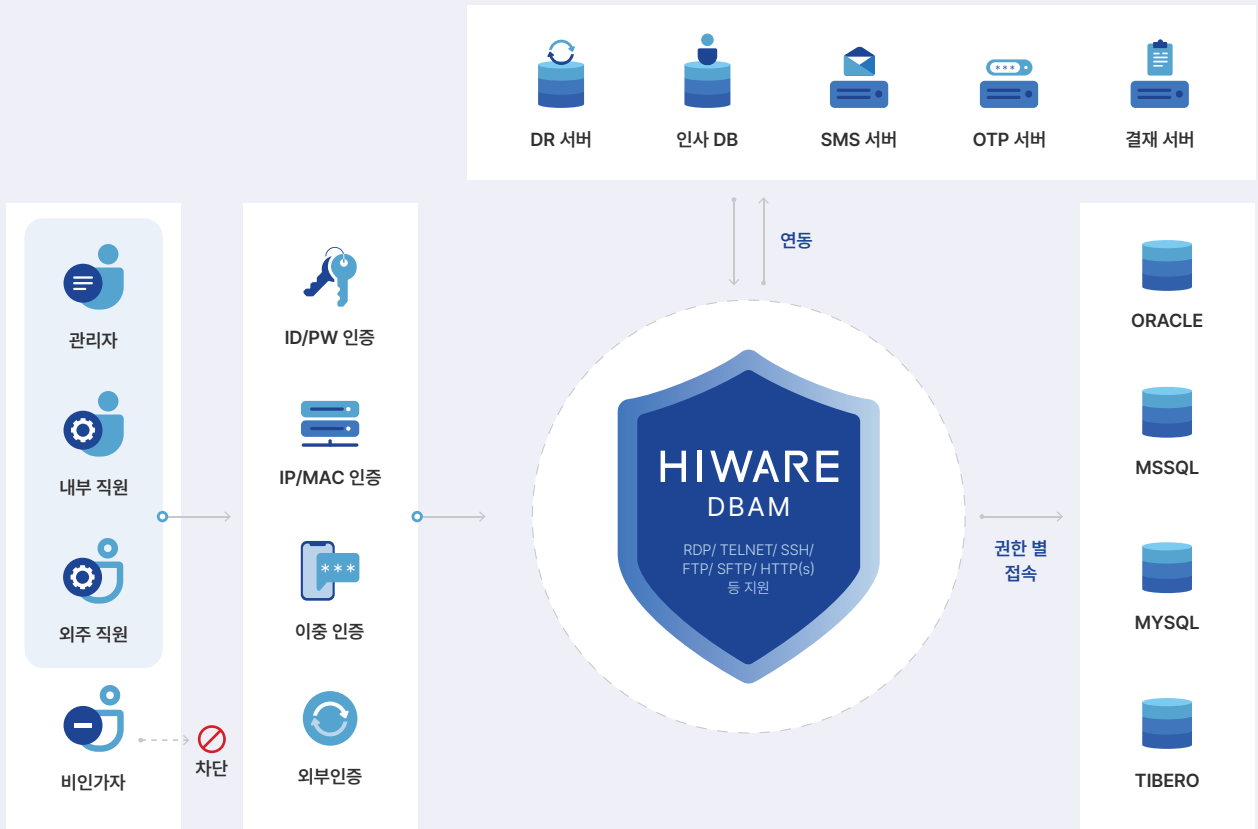 DR 서버
인사 DB
SMS 서버
OTP 서버
결재 서버
연동
관리자
내부 직원
외주 직원
비인가자
차단
ID/PW 인증
IP/MAC 인증
***
이중 인증
외부인증
HIWARE
DBAM
RDP/ TELNET/ SSH/
FTP/ SFTP/ HTTP(s)
등 지원
권한 별
접속
ORACLE
MSSQL
MYSQL
TIBERO